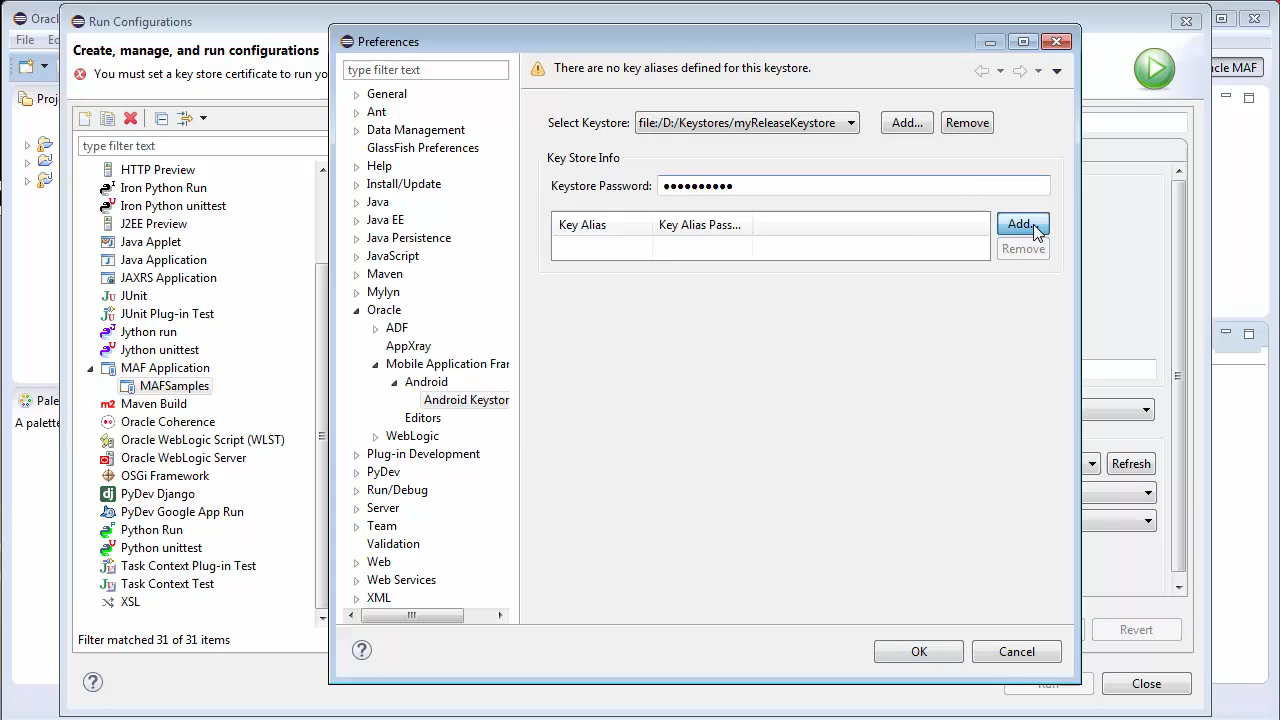 Oracl
Run Configurations
File
Create, manage, and run configurations
You must set a key store certificate to run yo
Preferences
type filter text
There are no key aliases defined for this keystore.
cle MAF
Proj
type filter text
HTTP Preview
Iron Python Run
Iron Python unittest
J2EE Preview
Java Applet
Java Application
JAXRS Application
JUnit
JUnit Plug-in Test
Jython run
Jython unittest
MAF Application
MAFSamples
Maven Build
Oracle Coherence
Oracle WebLogic Script (WLST)
Oracle WebLogic Server
OSGi Framework
PyDev Django
PyDev Google App Run
Python Run
Python unittest
Task Context Plug-in Test
Task Context Test
XSL
Filter matched 31 of 31 items
Pale
A palett
General
Ant
Data Management
GlassFish Preferences
Help
Install/Update
Java
Java EE
Java Persistence
JavaScript
Maven
Mylyn
Oracle
ADF
AppXray
Mobile Application Fra
Android
Android Keystor
Editors
WebLogic
Plug-in Development
PyDev
Run/Debug
Server
Team
Validation
Web
Web Services
XML
Select Keystore: file:/D:/Keystores/myReleaseKeystore Add... Remove
Key Store Info
Keystore Password: ●●●●●●●●●●
Key Alias Key Alias Pass... Add...
Remove
OK Cancel
Refresh
Revert
Close